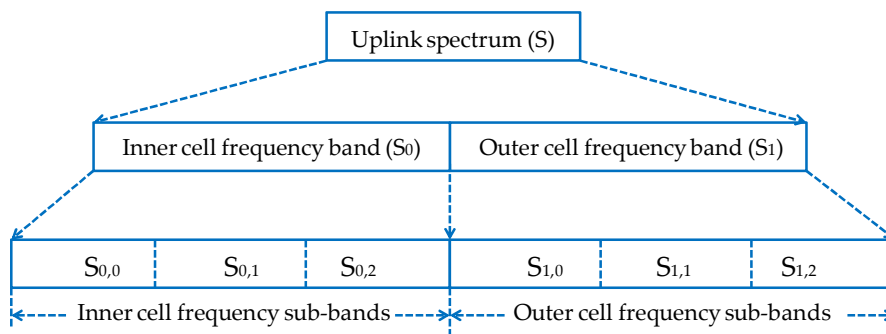 Uplink spectrum (S)
Inner cell frequency band (S0) Outer cell frequency band (S1)
S0,0 S0,1 S0,2 S1,0 S1,1 S1,2
Inner cell frequency sub-bands Outer cell frequency sub-bands